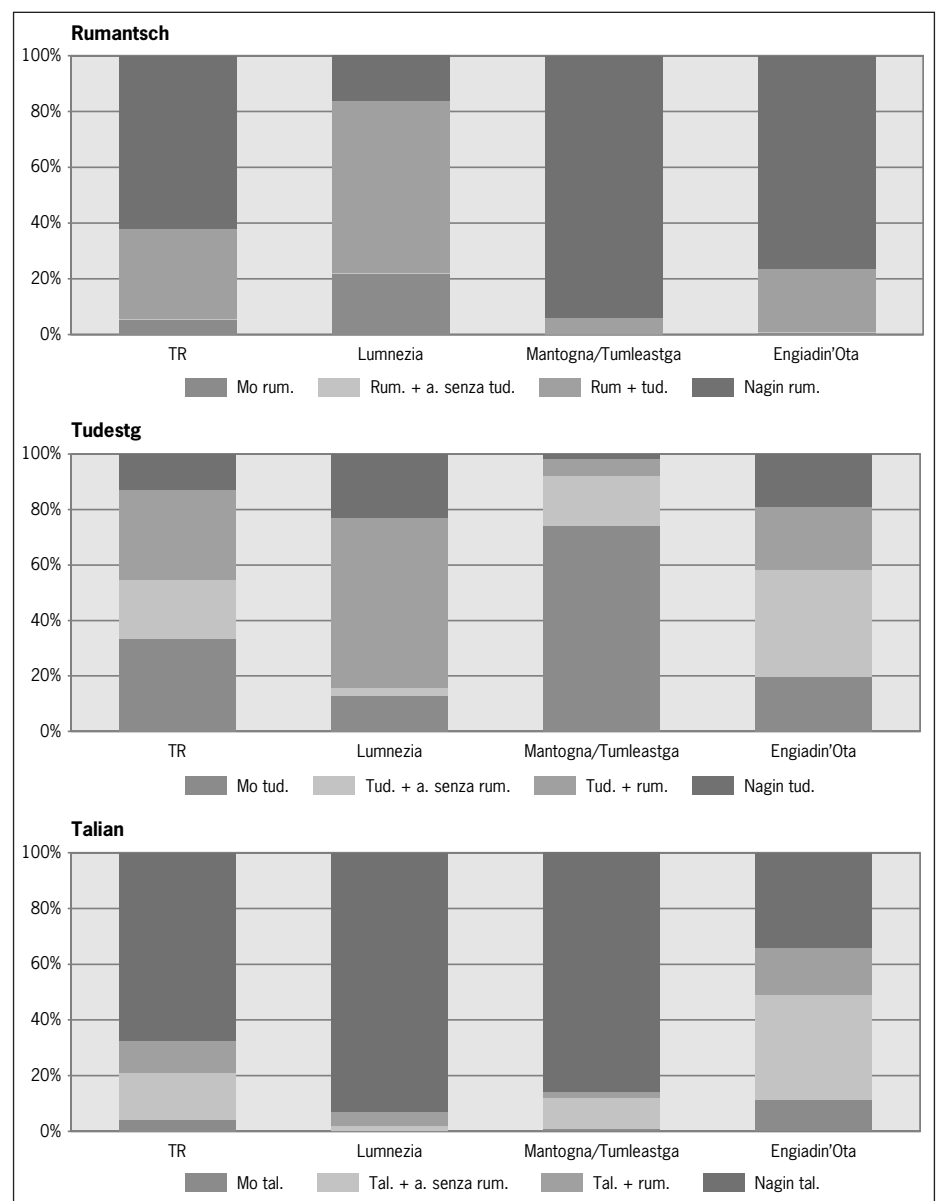 Rumantsch
100%
80%
60%
40%
20%
0%
TR Lumnezia Mantogna/Tumleastga Engiadin'Ota
Mo rum. Rum. + a. senza tud. Rum + tud. Nagin rum.
Tudestg
100%
80%
60%
40%
20%
0%
TR Lumnezia Mantogna/Tumleastga Engiadin'Ota
Mo tud. Tud. + a. senza rum. Tud. + rum. Nagin tud.
Talian
100%
80%
60%
40%
20%
0%
TR Lumnezia Mantogna/Tumleastga Engiadin'Ota
Mo tal. Tal. + a. senza rum. Tal. + rum. Nagin tal.